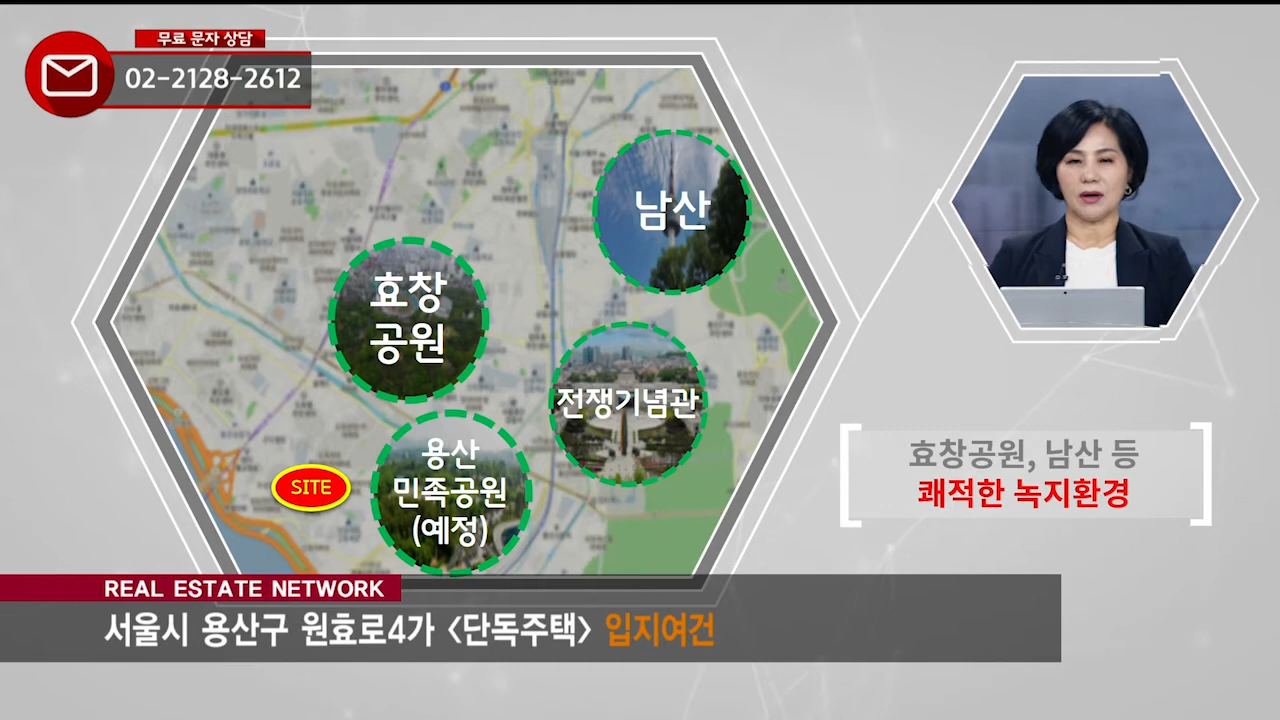 무료 문자 상담
02-2128-2612
남산
효창
공원
전쟁기념관
용산
민족공원
(예정)
SITE
효창공원, 남산 등
쾌적한 녹지환경
REAL ESTATE NETWORK
서울시 용산구 원효로4가 <단독주택> 입지여건